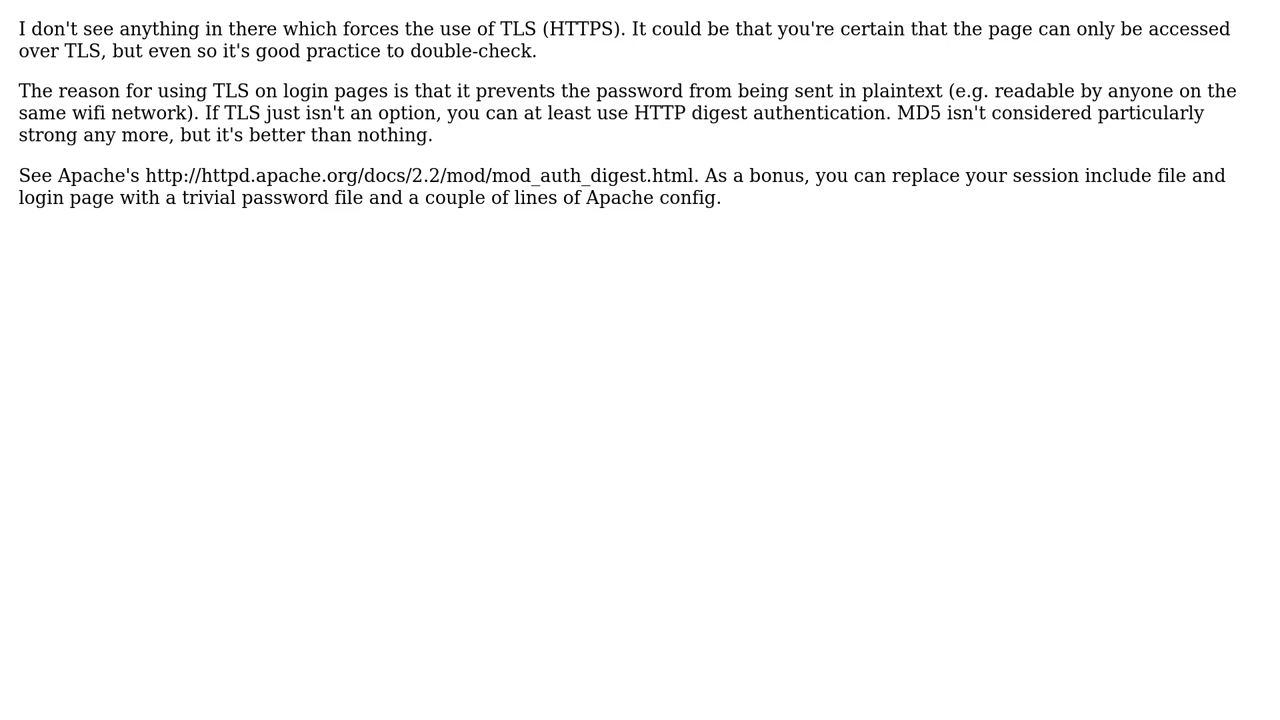 I don't see anything in there which forces the use of TLS (HTTPS). It could be that you're certain that the page can only be accessed
over TLS, but even so it's good practice to double-check.
The reason for using TLS on login pages is that it prevents the password from being sent in plaintext (e.g. readable by anyone on the
same wifi network). If TLS just isn't an option, you can at least use HTTP digest authentication. MD5 isn't considered particularly
strong any more, but it's better than nothing.
See Apache's http://httpd.apache.org/docs/2.2/mod/mod_auth_digest.html. As a bonus, you can replace your session include file and
login page with a trivial password file and a couple of lines of Apache config.